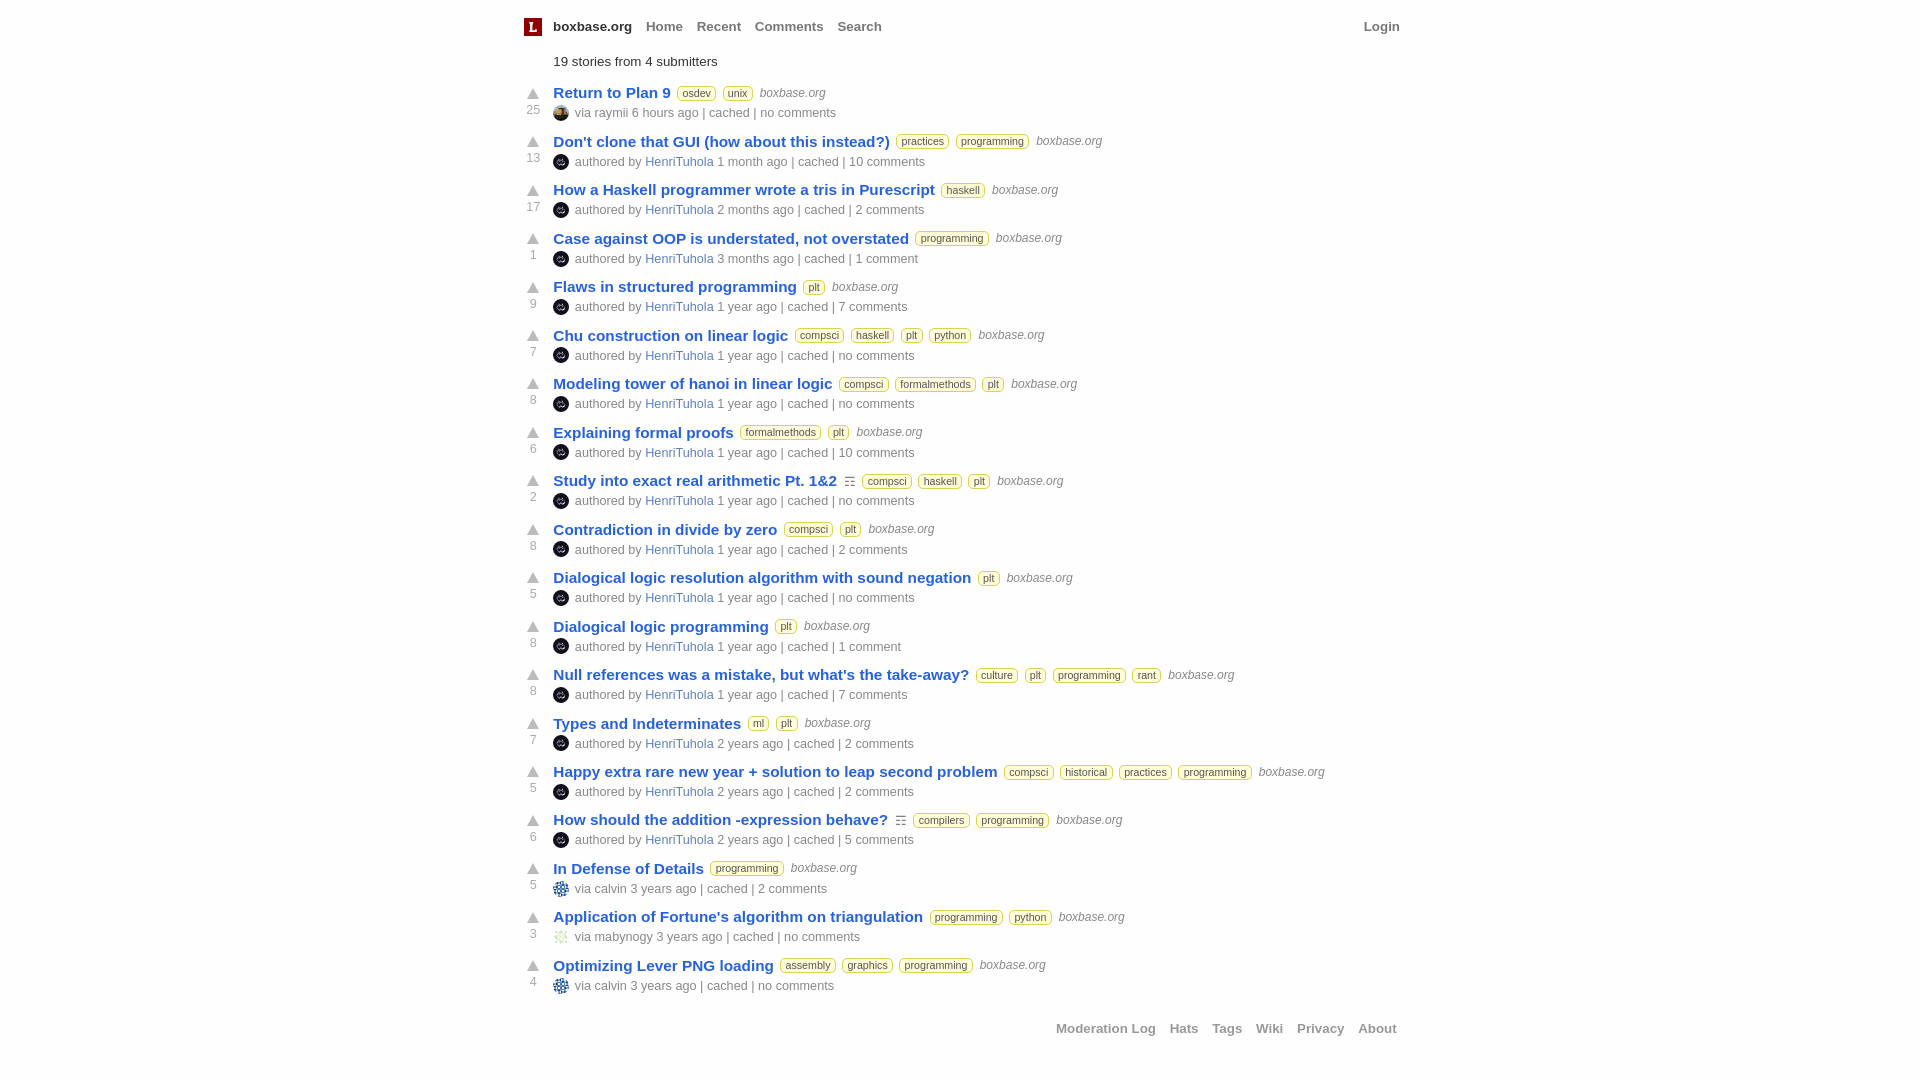 L boxbase.org Home Recent Comments Search Login
19 stories from 4 submitters
Return to Plan 9 osdev unix boxbase.org
25
via raymii 6 hours ago | cached | no comments
Don't clone that GUI (how about this instead?) practices programming boxbase.org
13
authored by HenriTuhola 1 month ago | cached | 10 comments
How a Haskell programmer wrote a tris in Purescript haskell boxbase.org
17
authored by HenriTuhola 2 months ago | cached | 2 comments
Case against OOP is understated, not overstated programming boxbase.org
1
authored by HenriTuhola 3 months ago | cached | 1 comment
Flaws in structured programming plt boxbase.org
9
authored by HenriTuhola 1 year ago | cached | 7 comments
Chu construction on linear logic compsci haskell plt python boxbase.org
7
authored by HenriTuhola 1 year ago | cached | no comments
Modeling tower of hanoi in linear logic compsci formalmethods plt boxbase.org
8
authored by HenriTuhola 1 year ago | cached | no comments
Explaining formal proofs formalmethods plt boxbase.org
6
authored by HenriTuhola 1 year ago | cached | 10 comments
Study into exact real arithmetic Pt. 1&2 ☶ compsci haskell plt boxbase.org
2
authored by HenriTuhola 1 year ago | cached | no comments
Contradiction in divide by zero compsci plt boxbase.org
8
authored by HenriTuhola 1 year ago | cached | 2 comments
Dialogical logic resolution algorithm with sound negation plt boxbase.org
5
authored by HenriTuhola 1 year ago | cached | no comments
Dialogical logic programming plt boxbase.org
8
authored by HenriTuhola 1 year ago | cached | 1 comment
Null references was a mistake, but what's the take-away? culture plt programming rant boxbase.org
8
authored by HenriTuhola 1 year ago | cached | 7 comments
Types and Indeterminates ml plt boxbase.org
7
authored by HenriTuhola 2 years ago | cached | 2 comments
Happy extra rare new year + solution to leap second problem compsci historical practices programming boxbase.org
5
authored by HenriTuhola 2 years ago | cached | 2 comments
How should the addition -expression behave? ☶ compilers programming boxbase.org
6
authored by HenriTuhola 2 years ago | cached | 5 comments
In Defense of Details programming boxbase.org
5
via calvin 3 years ago | cached | 2 comments
Application of Fortune's algorithm on triangulation programming python boxbase.org
3
via mabynogy 3 years ago | cached | no comments
Optimizing Lever PNG loading assembly graphics programming boxbase.org
4
via calvin 3 years ago | cached | no comments
Moderation Log Hats Tags Wiki Privacy About